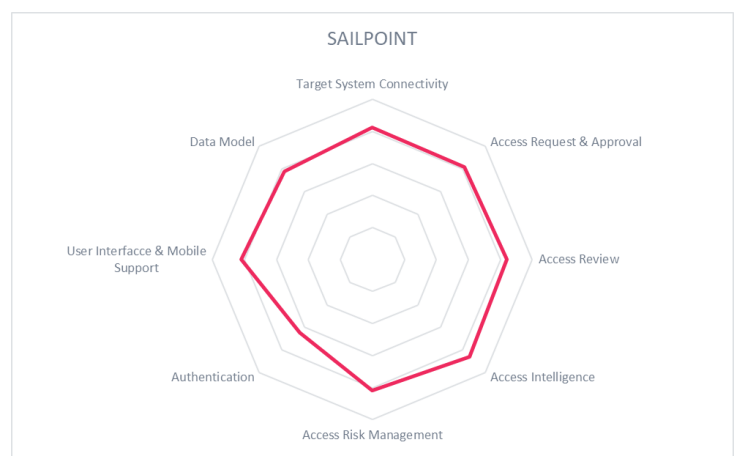 SAILPOINT
Target System Connectivity
Data Model
Access Request & Approval
User Interfacce & Mobile
Support
Access Review
Authentication
Access Intelligence
Access Risk Management